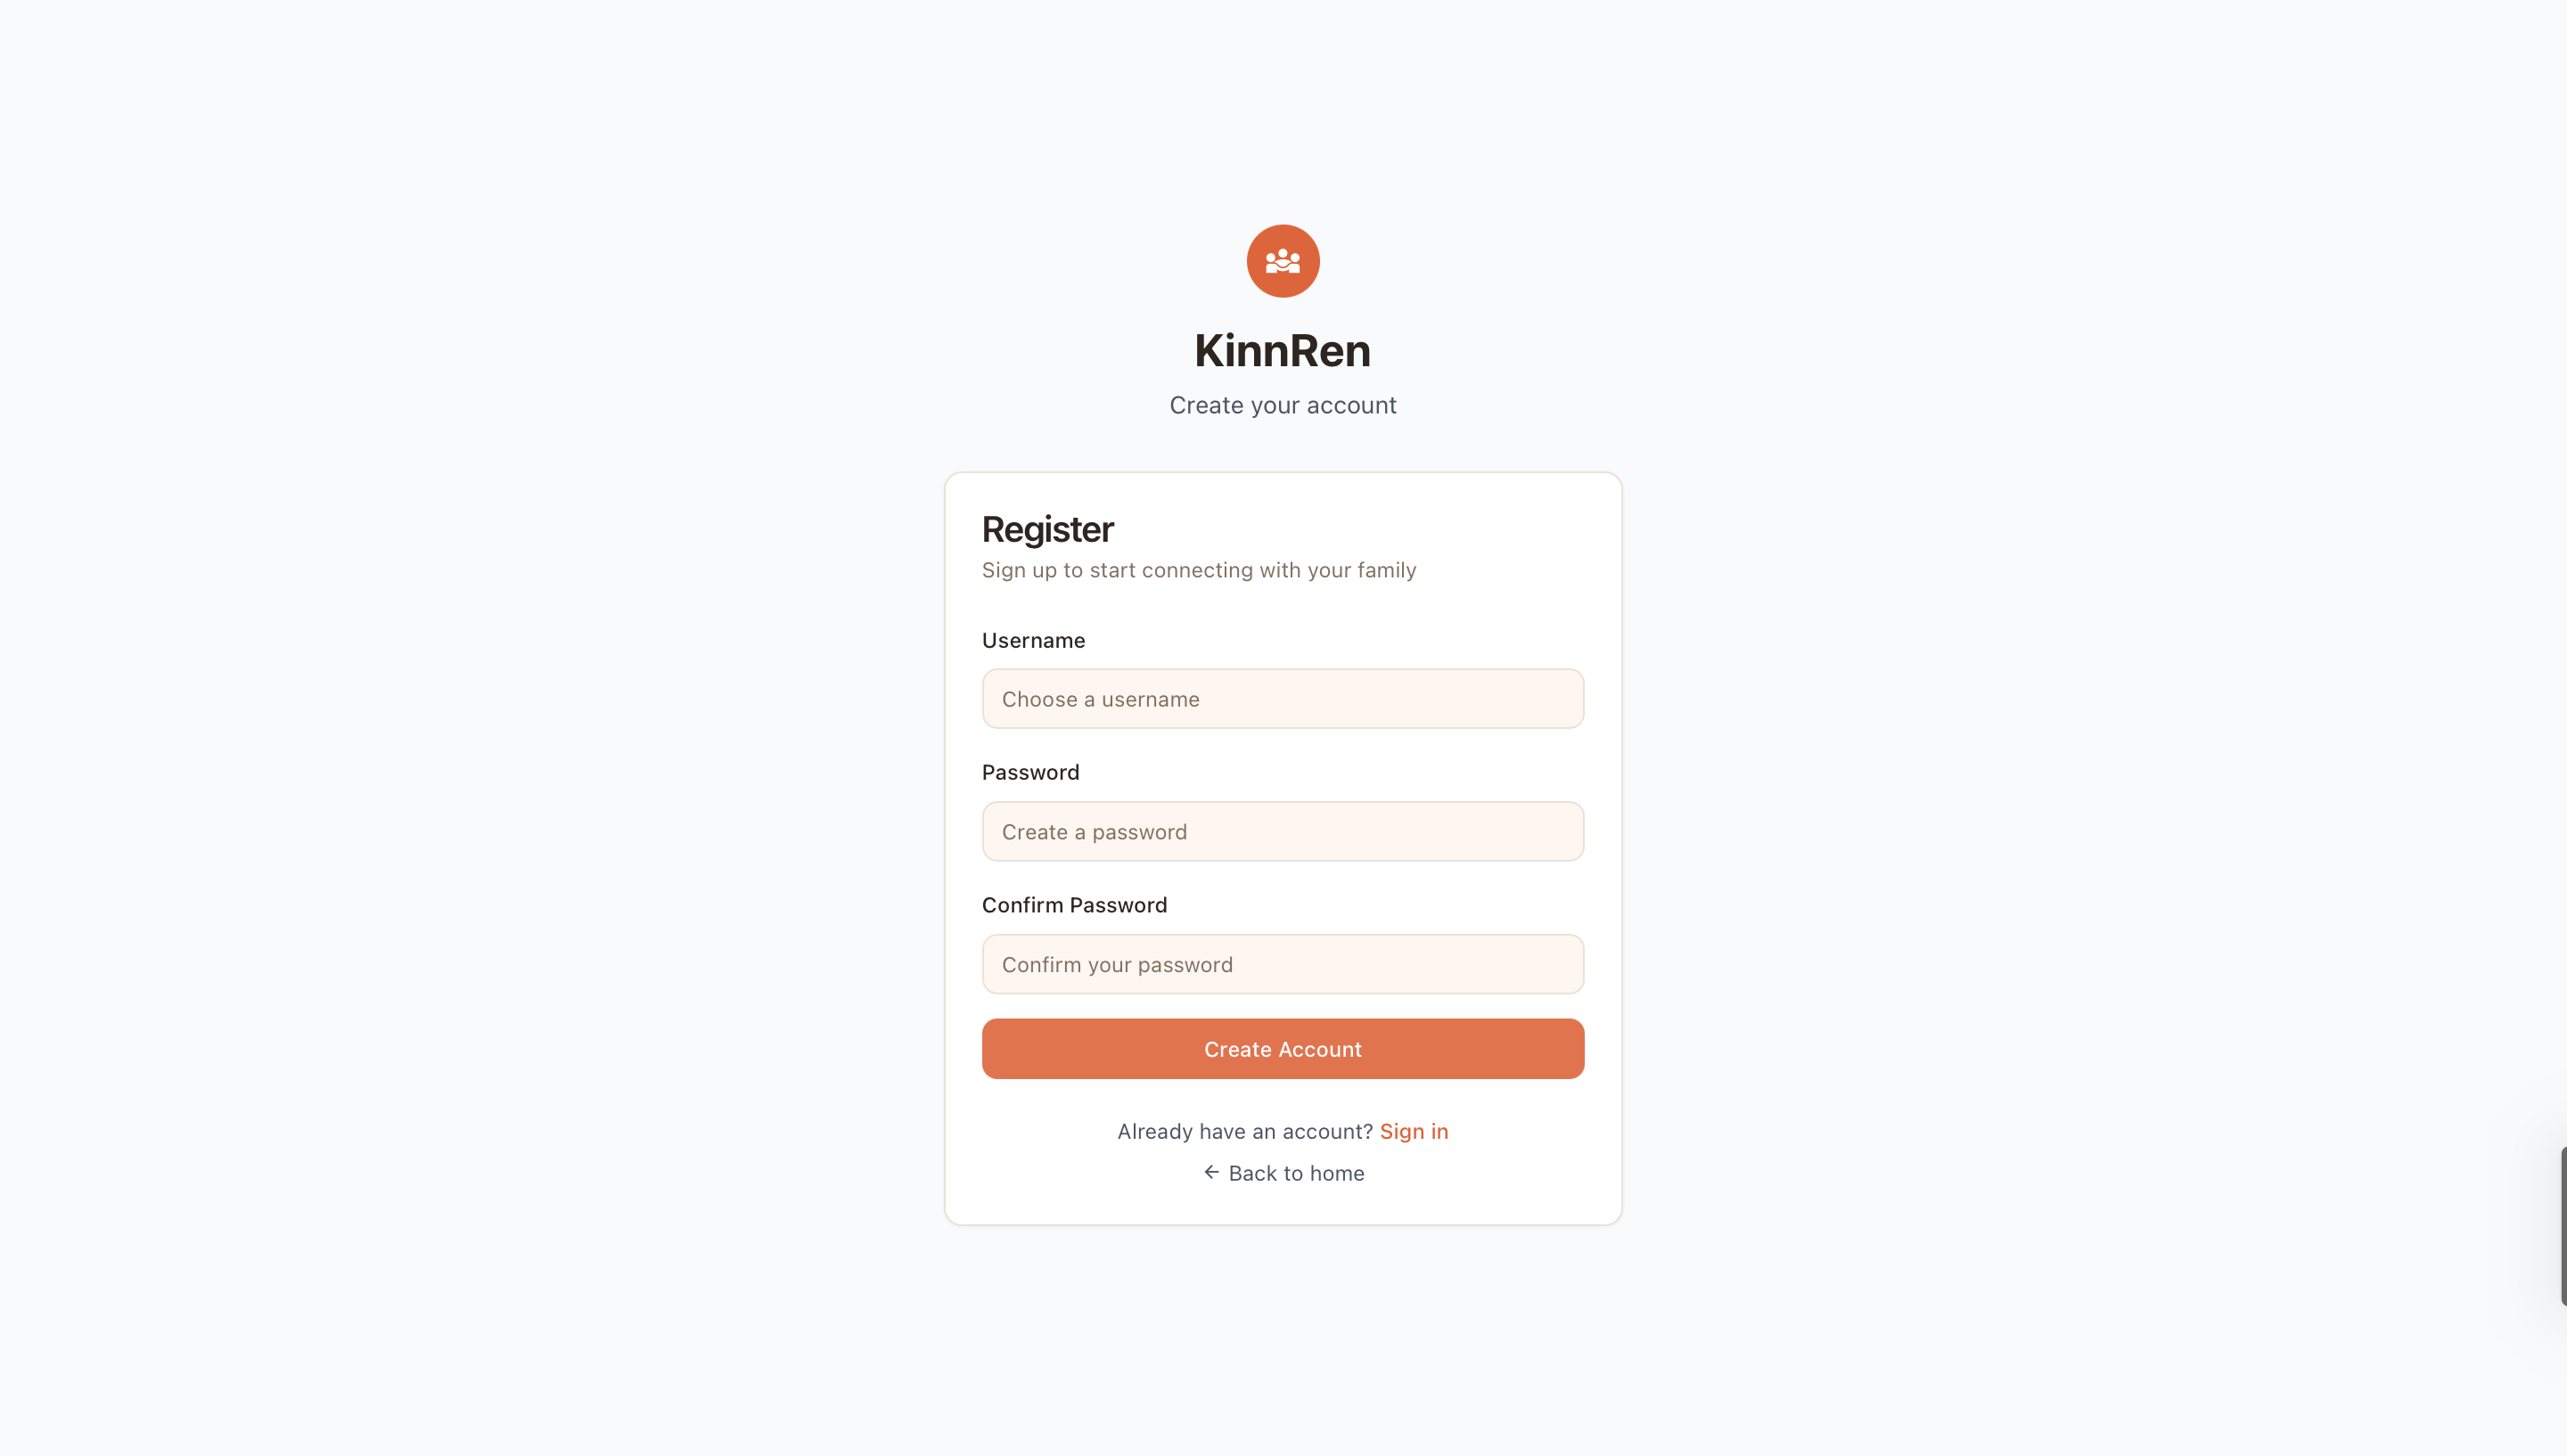 KinnRen
Create your account
Register
Sign up to start connecting with your family
Username
Choose a username
Password
Create a password
Confirm Password
Confirm your password
Create Account
Already have an account? Sign in
← Back to home